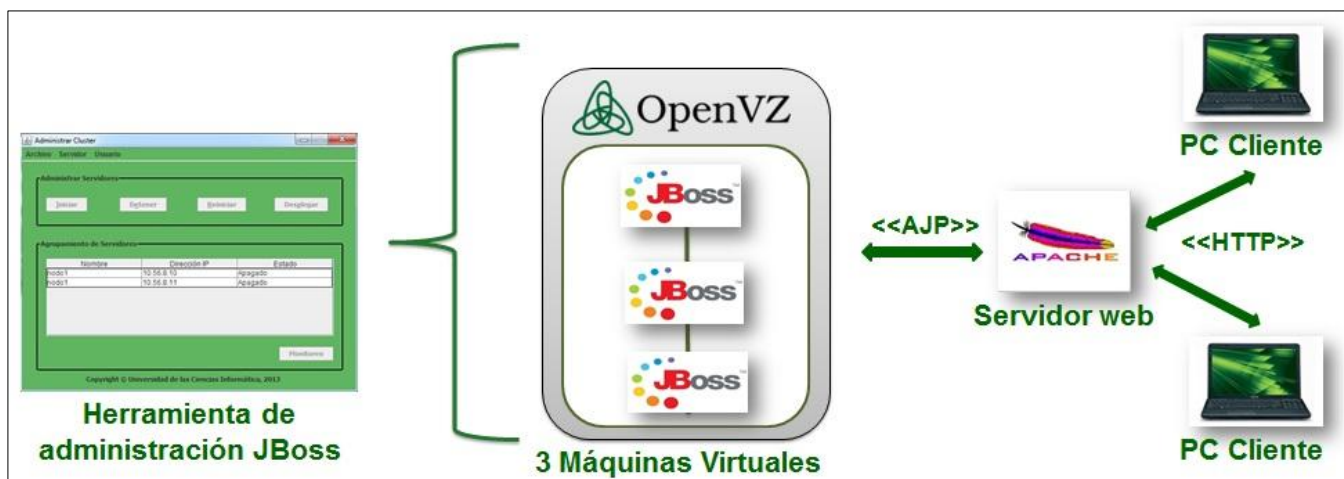 Administrar Cluster
Archivo Servidor Usuario
Administrar Servidores
Iniciar Detener Reiniciar Desplegar
Agrupamiento de Servidores
Nombre Dirección IP Estado
nodo1 10.56.8.10 Apagado
nodo1 10.56.8.11 Apagado
Monitoreo
Copyright © Universidad de las Ciencias Informática, 2013
Herramienta de
administración JBoss
OpenVZ
JBoss
JBoss
JBoss
3 Máquinas Virtuales
<<AJP>>
APACHE
Servidor web
PC Cliente
<<HTTP>>
PC Cliente